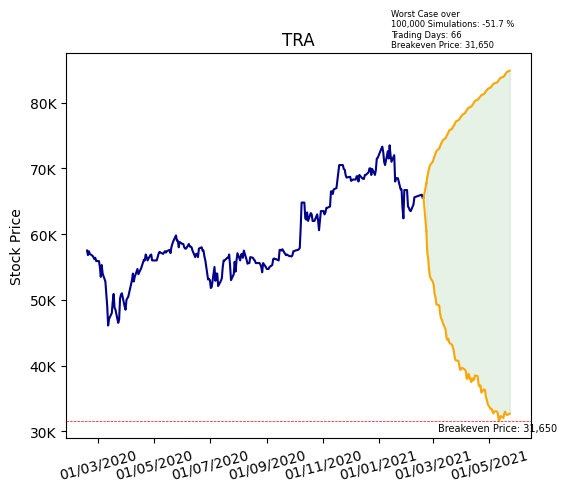 Worst Case over
100,000 Simulations: -51.7 %
Trading Days: 66
Breakeven Price: 31,650
TRA
Stock Price
80K
70K
60K
50K
40K
30K
Breakeven Price: 31,650
01/03/2020 01/05/2020 01/07/2020 01/09/2020 01/11/2020 01/01/2021 01/03/2021 01/05/2021